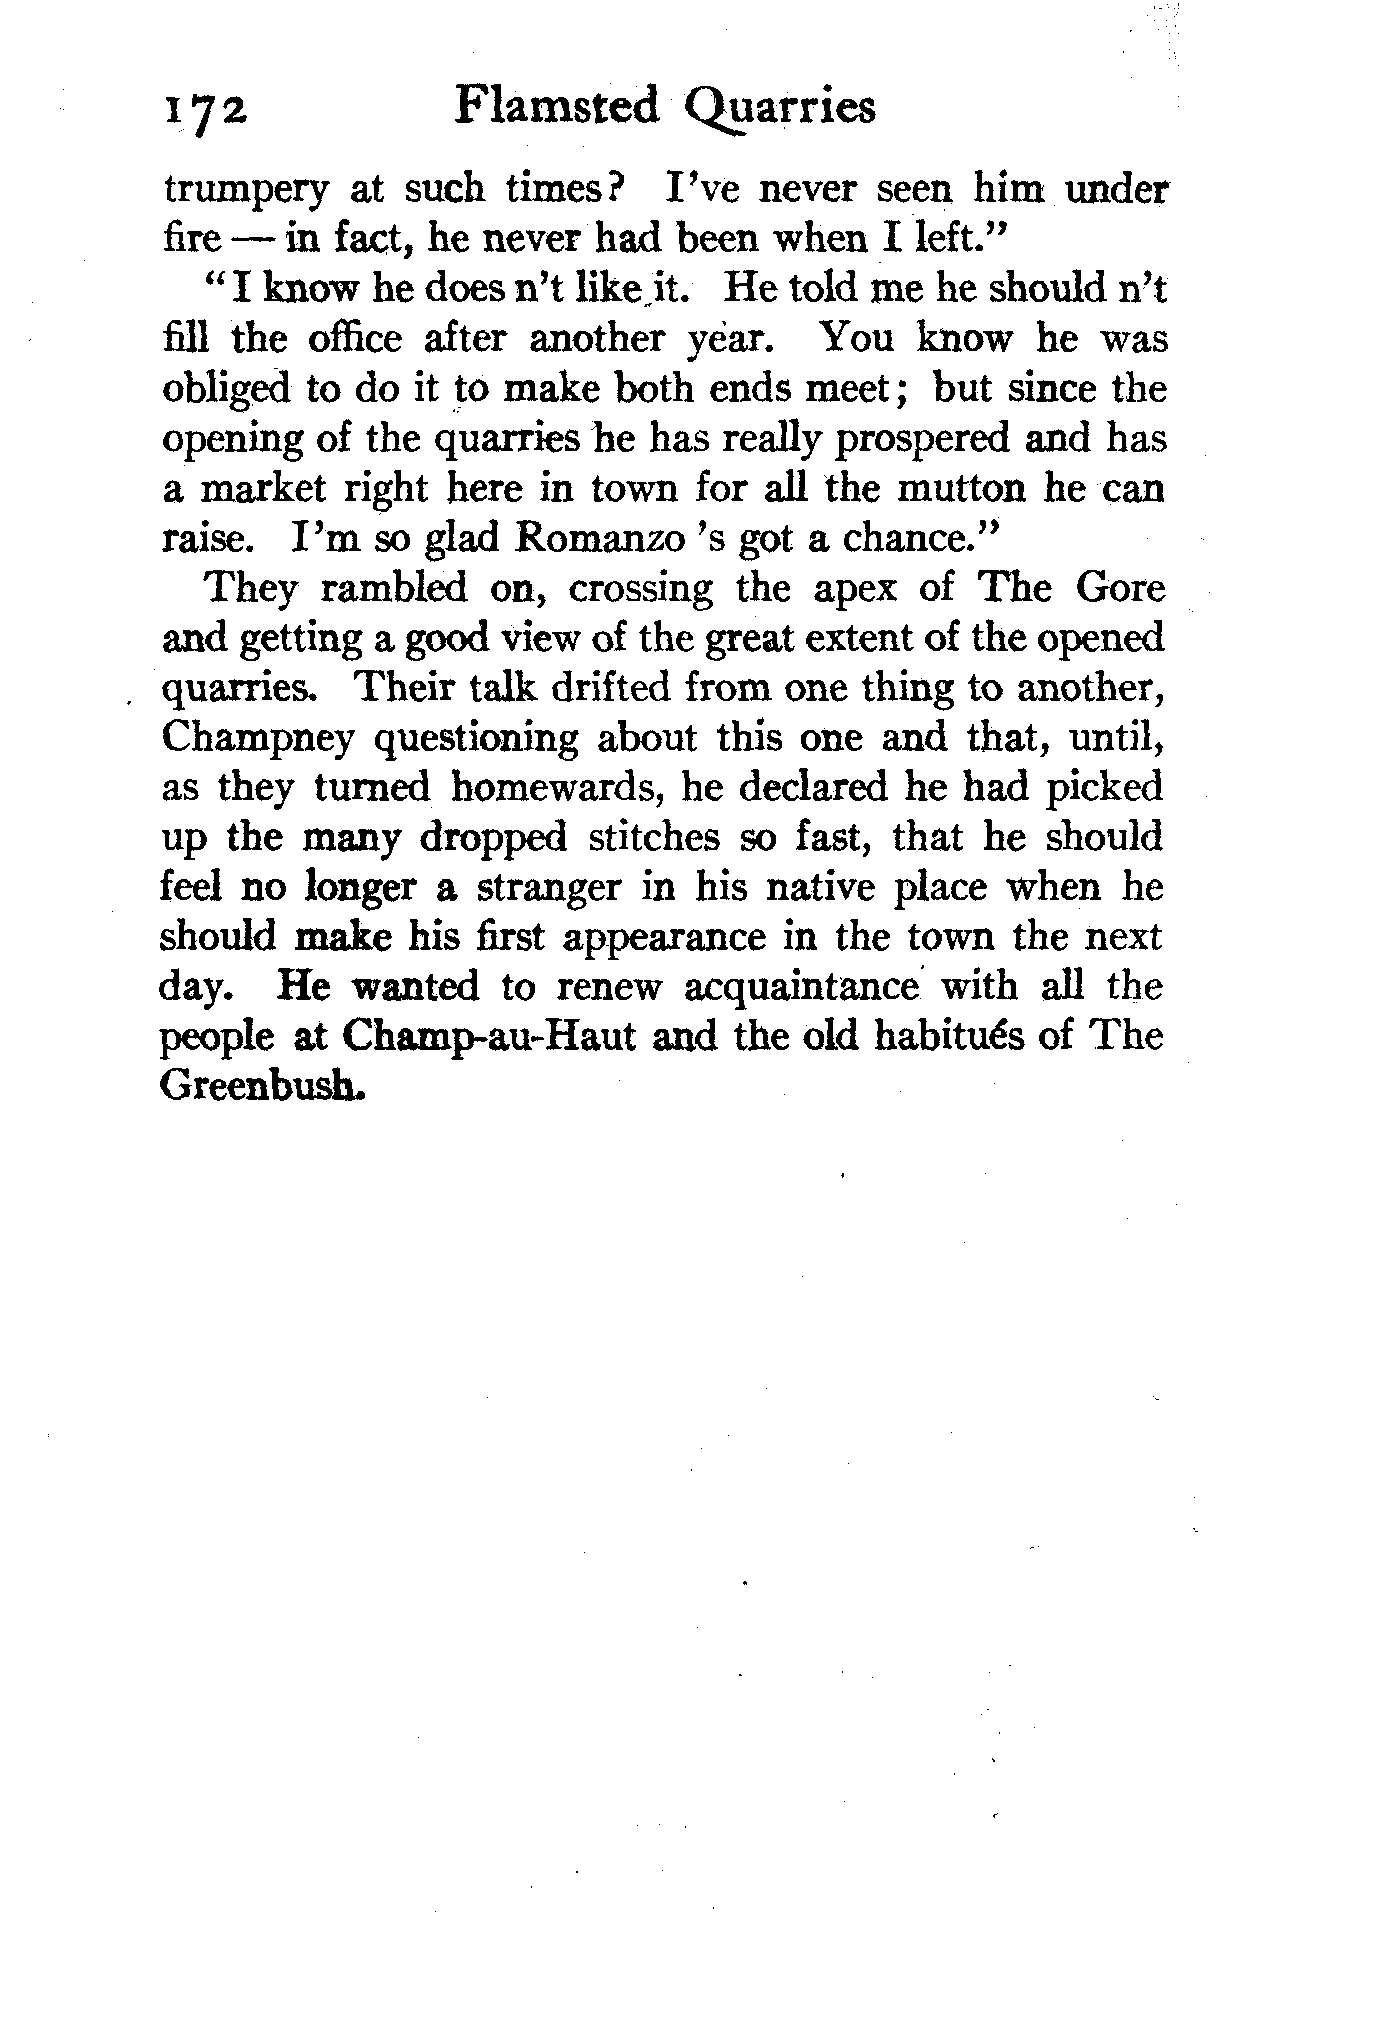 172 Flamsted Quarries
trumpery at such times? I've never seen him under
fire — in fact, he never had been when I left."
"I know he does n't like it. He told me he should n't
fill the office after another year. You know he was
obliged to do it to make both ends meet; but since the
opening of the quarries he has really prospered and has
a market right here in town for all the mutton he can
raise. I'm so glad Romanzo 's got a chance."
They rambled on, crossing the apex of The Gore
and getting a good view of the great extent of the opened
quarries. Their talk drifted from one thing to another,
Champney questioning about this one and that, until,
as they turned homewards, he declared he had picked
up the many dropped stitches so fast, that he should
feel no longer a stranger in his native place when he
should make his first appearance in the town the next
day. He wanted to renew acquaintance with all the
people at Champ-au-Haut and the old habitués of The
Greenbush.